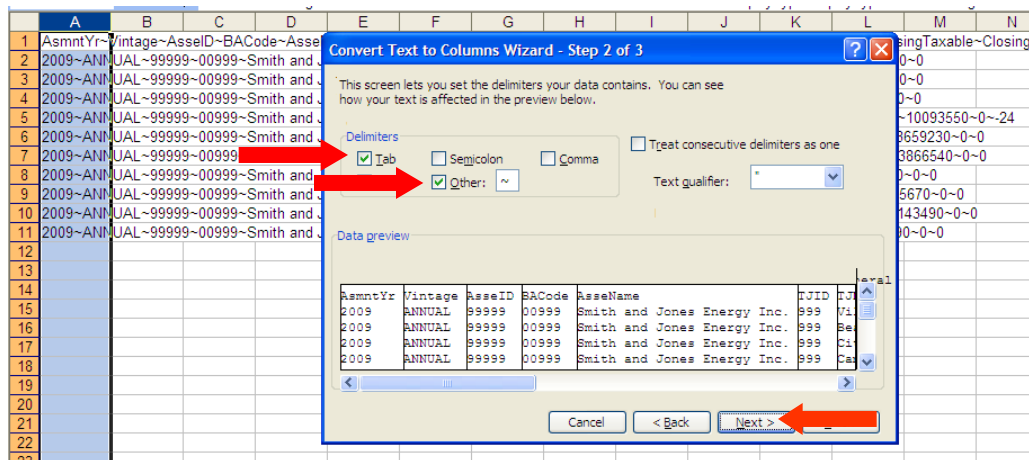 A B C D E F G H I J K L M N
1 AsmntYr~Vintage~AsseID~BACode~Asse singTaxable~Closing
2 2009~ANNUAL~99999~00999~Smith and J 0~0
3 2009~ANNUAL~99999~00999~Smith and J 0~0
4 2009~ANNUAL~99999~00999~Smith and J 0~0
5 2009~ANNUAL~99999~00999~Smith and J ~10093550~0~-24
6 2009~ANNUAL~99999~00999~Smith and J 3659230~0~0
7 2009~ANNUAL~99999~00999 3866540~0~0
8 2009~ANNUAL~99999~00999~Smith and J 0~0~0
9 2009~ANNUAL~99999~00999~Smith and J 5670~0~0
10 2009~ANNUAL~99999~00999~Smith and J 143490~0~0
11 2009~ANNUAL~99999~00999~Smith and J 90~0~0
12
13
14
15
16
17
18
19
20
21
22
23
Convert Text to Columns Wizard - Step 2 of 3
This screen lets you set the delimiters your data contains. You can see
how your text is affected in the preview below.
Delimiters
Tab Semicolon Comma
Other: ~
Treat consecutive delimiters as one
Text qualifier: "
Data preview
eral
AsmntYr Vintage AsseID BACode AsseName TJID TJ
2009 ANNUAL 99999 00999 Smith and Jones Energy Inc. 999 Vi
2009 ANNUAL 99999 00999 Smith and Jones Energy Inc. 999 Be
2009 ANNUAL 99999 00999 Smith and Jones Energy Inc. 999 Ci
2009 ANNUAL 99999 00999 Smith and Jones Energy Inc. 999 Ca
Cancel < Back Next >